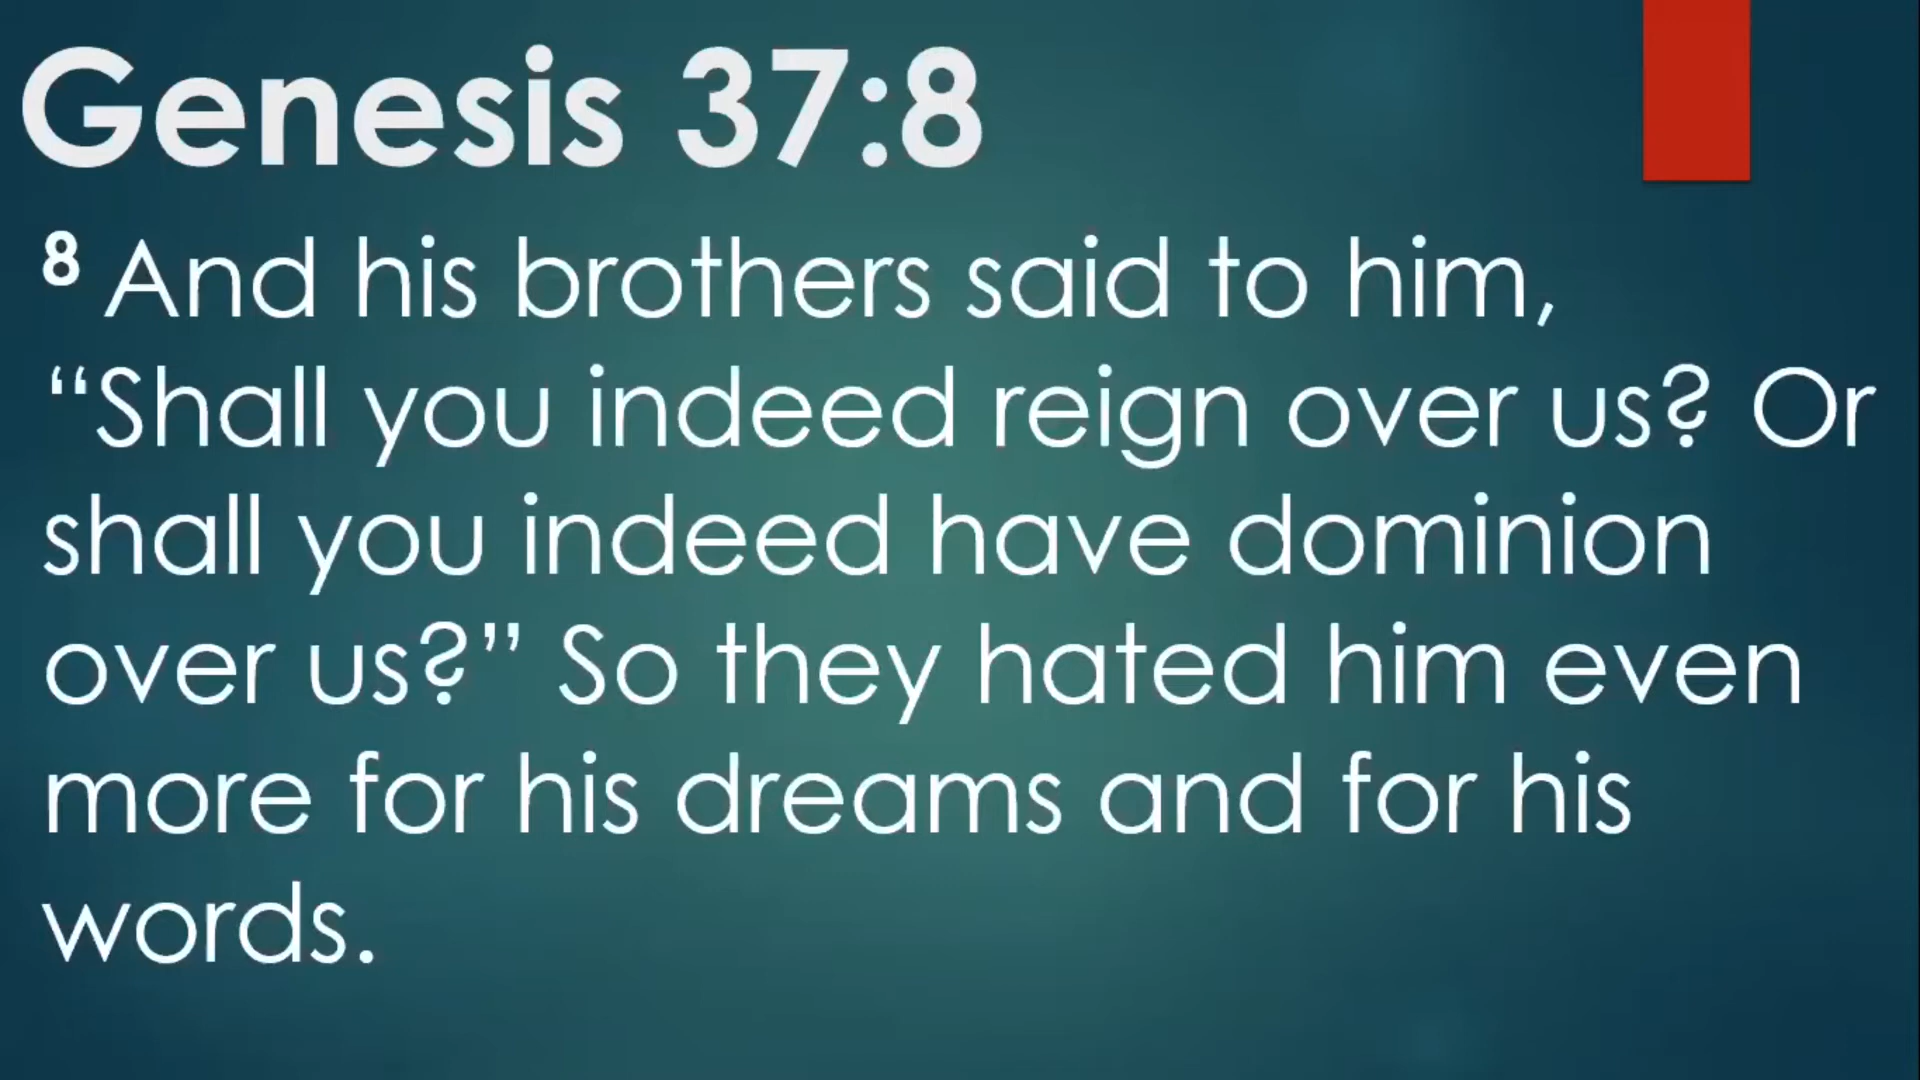 Genesis 37:8
8 And his brothers said to him,
“Shall you indeed reign over us? Or
shall you indeed have dominion
over us?” So they hated him even
more for his dreams and for his
words.